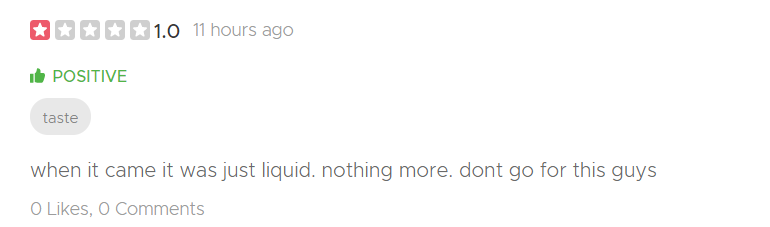 1.0 11 hours ago
POSITIVE
taste
when it came it was just liquid. nothing more. dont go for this guys
0 Likes, 0 Comments